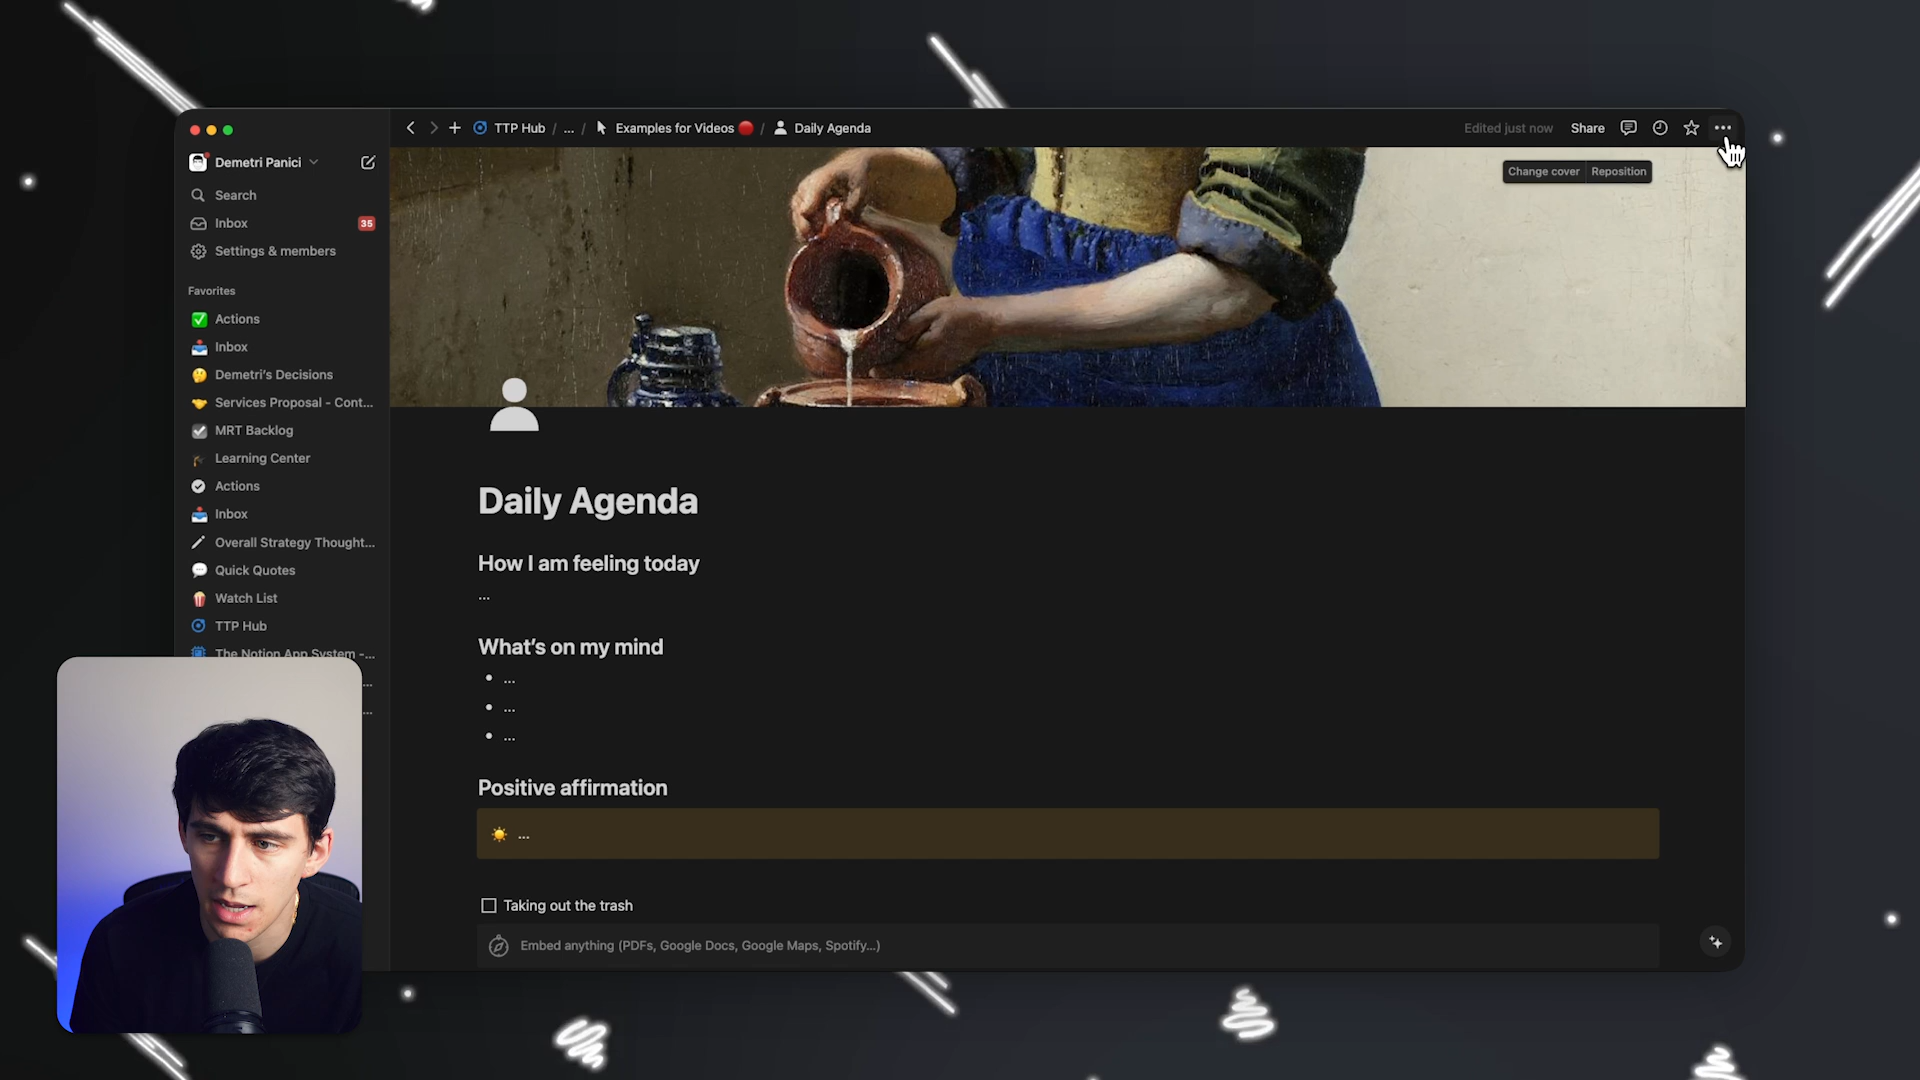 TTP Hub / ... / Examples for Videos / Daily Agenda
Edited just now
Share
Demetri Panici
Search
Inbox
35
Settings & members
Favorites
Actions
Inbox
Demetri's Decisions
Services Proposal - Cont...
MRT Backlog
Learning Center
Actions
Inbox
Overall Strategy Thought...
Quick Quotes
Watch List
TTP Hub
The Notion App System -...
...
...
Change cover
Reposition
Daily Agenda
How I am feeling today
...
What's on my mind
• ...
• ...
• ...
Positive affirmation
...
Taking out the trash
Embed anything (PDFs, Google Docs, Google Maps, Spotify...)